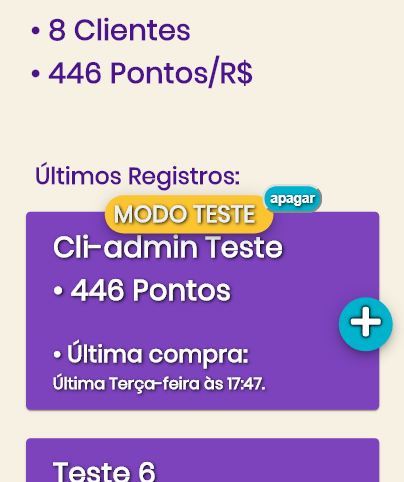 • 8 Clientes
• 446 Pontos/R$
Últimos Registros:
apagar
MODO TESTE
Cli-admin Teste
• 446 Pontos
+
• Última compra:
Última Terça-feira às 17:47.
Teste 6